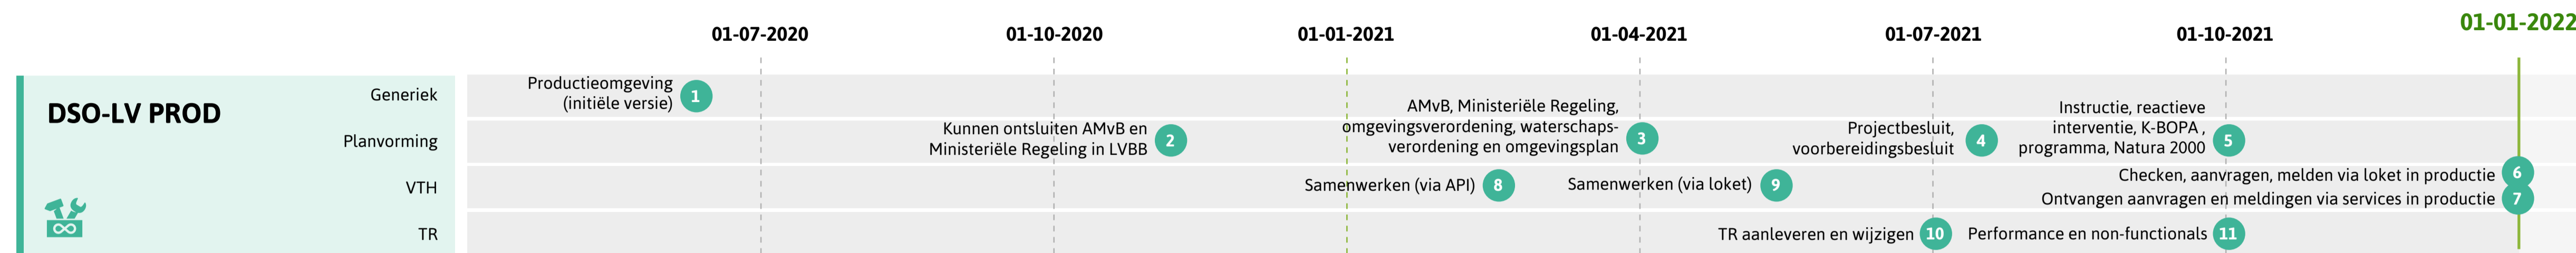 01-07-2020
01-10-2020
01-01-2021
01-04-2021
01-07-2021
01-10-2021
01-01-2022
DSO-LV PROD
Generiek
Productieomgeving
(initiële versie)
1
Planvorming
Kunnen ontsluiten AMvB en
Ministeriële Regeling in LVBB
2
AMvB, Ministeriële Regeling,
omgevingsverordening, waterschaps-
verordening en omgevingsplan
3
Projectbesluit,
voorbereidingsbesluit
4
Instructie, reactieve
interventie, K-BOPA ,
programma, Natura 2000
5
VTH
Samenwerken (via API)
8
Samenwerken (via loket)
9
Checken, aanvragen, melden via loket in productie
6
Ontvangen aanvragen en meldingen via services in productie
7
TR
TR aanleveren en wijzigen
10
Performance en non-functionals
11